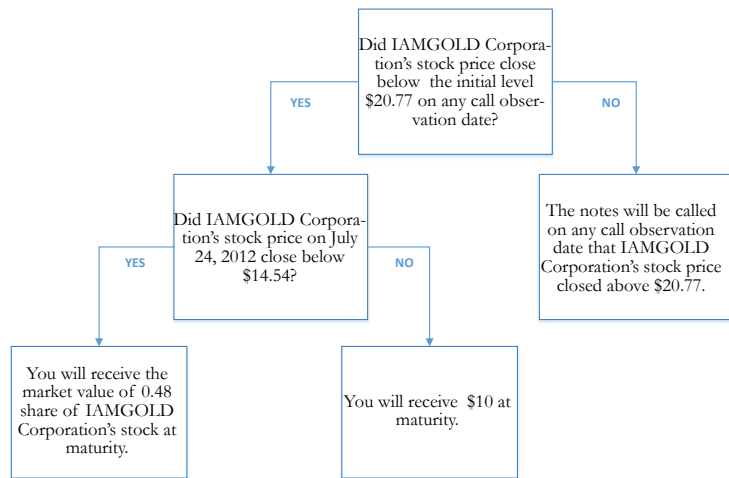 Did IAMGOLD Corpora-
tion's stock price close
below the initial level
$20.77 on any call obser-
vation date?
YES
NO
Did IAMGOLD Corpora-
tion's stock price on July
24, 2012 close below
$14.54?
The notes will be called
on any call observation
date that IAMGOLD
Corporation's stock price
closed above $20.77.
YES
NO
You will receive the
market value of 0.48
share of IAMGOLD
Corporation's stock at
maturity.
You will receive $10 at
maturity.